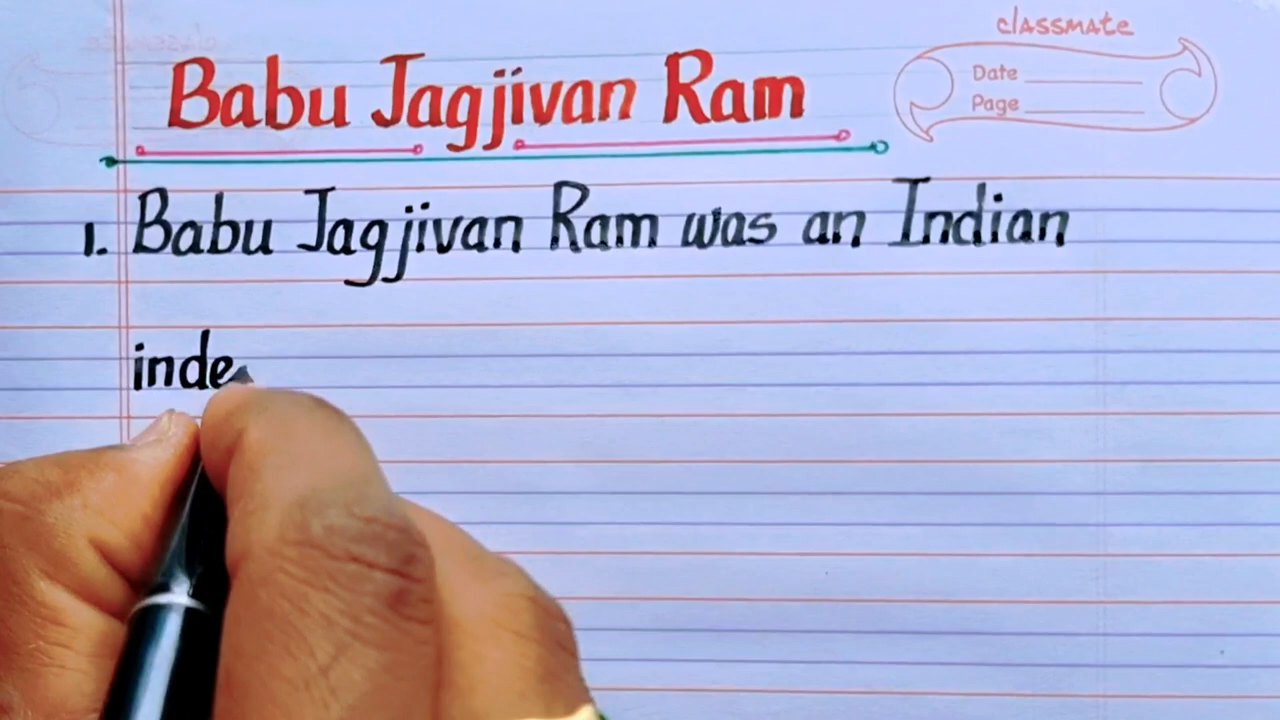 classmate
Date
Page
Babu Jagjivan Ram
1. Babu Jagjivan Ram was an Indian
inde